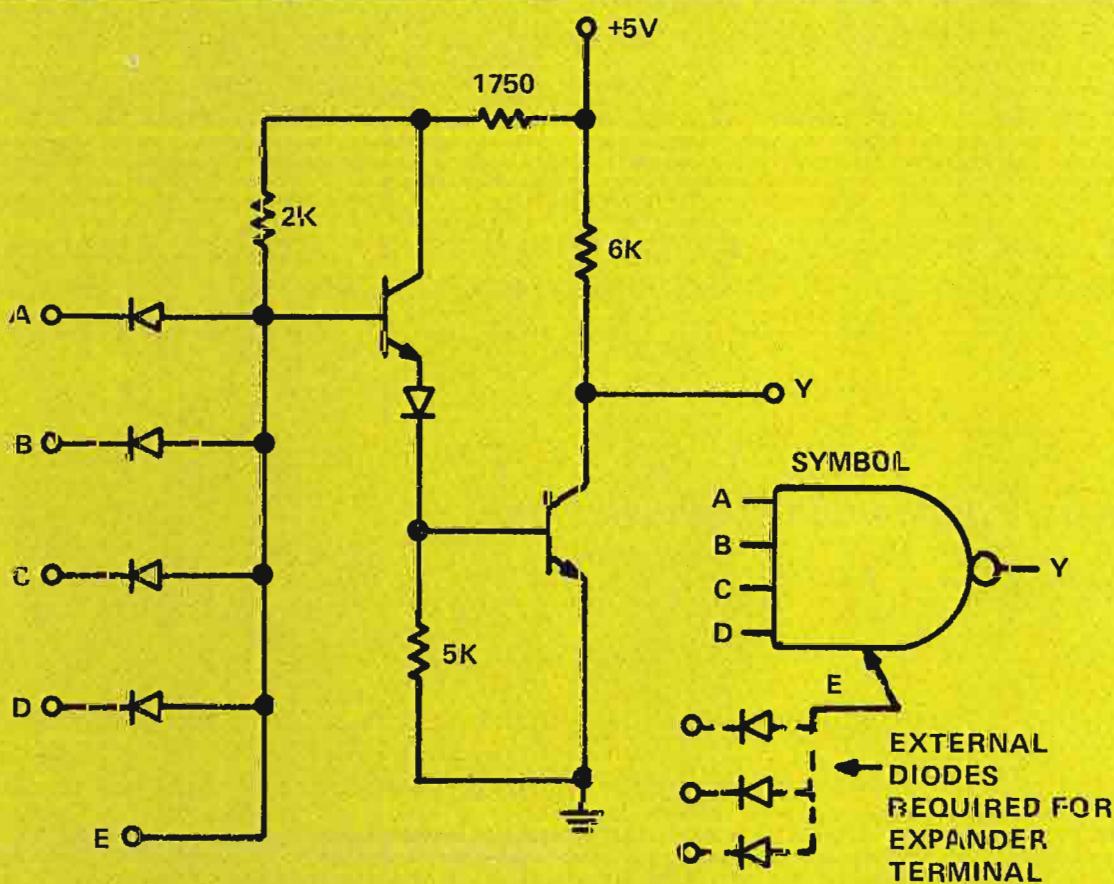 +5V
1750
2K
6K
A
Y
B
SYMBOL
A
B
Y
C
C
D
5K
E
D
EXTERNAL
DIODES
REQUIRED FOR
EXPANDER
TERMINAL
E